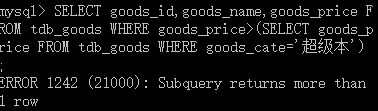 mysql> SELECT goods_id,goods_name,goods_price F
ROM tdb_goods WHERE goods_price>(SELECT goods_p
rice FROM tdb_goods WHERE goods_cate='超级本')
;
ERROR 1242 (21000): Subquery returns more than
1 row